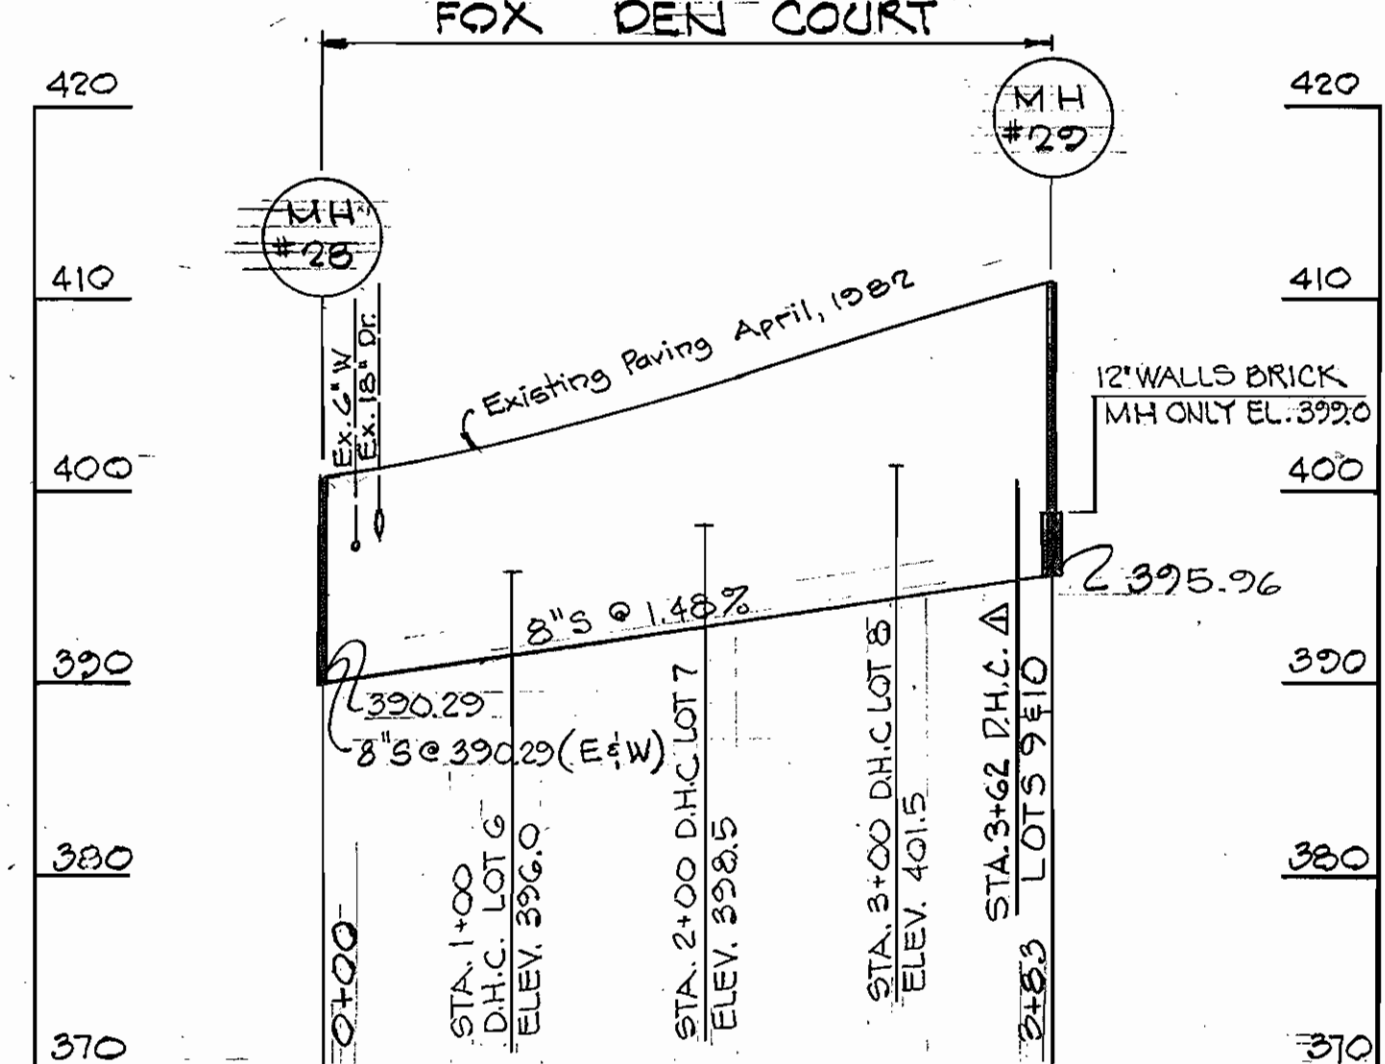 FOX DEN COURT
420
420
MH
#29
MH
#28
410
410
Existing Paving April, 1982
Ex. 6" W
Ex. 18" Dr.
12" WALLS BRICK
MH ONLY EL. 399.0
400
400
8"S @ 1.48%
395.96
390
390
390.29
8"S @ 390.29 (E & W)
380
380
0+00
STA. 1+00
D.H.C. LOT 6
ELEV. 396.0
STA. 2+00 D.H.C LOT 7
ELEV. 398.5
STA. 3+00 D.H.C LOT 8
ELEV. 401.5
STA. 3+62 D.H.C. △
LOTS 9 & 10
3+83
370
370